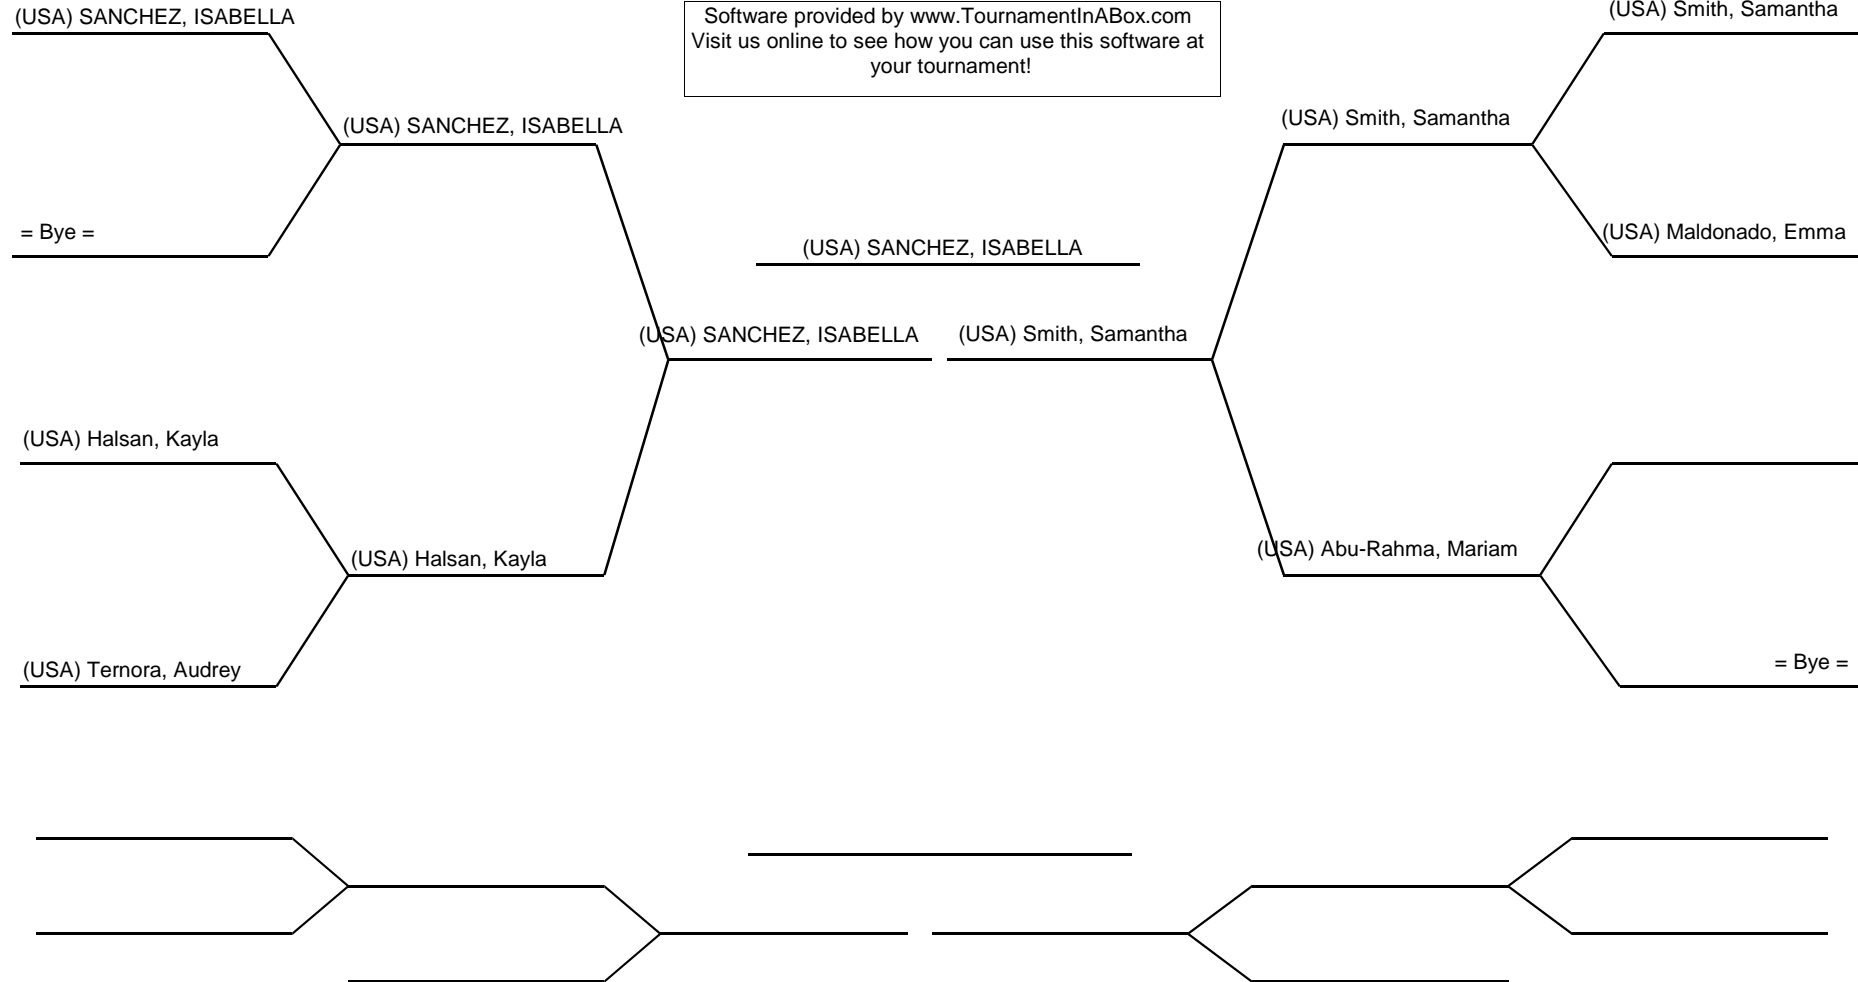 (USA) SANCHEZ, ISABELLA
Software provided by www.TournamentInABox.com
Visit us online to see how you can use this software at
your tournament!
(USA) Smith, Samantha
(USA) SANCHEZ, ISABELLA
(USA) Smith, Samantha
= Bye =
(USA) SANCHEZ, ISABELLA
(USA) Maldonado, Emma
(USA) SANCHEZ, ISABELLA
(USA) Smith, Samantha
(USA) Halsan, Kayla
(USA) Halsan, Kayla
(USA) Abu-Rahma, Mariam
(USA) Ternora, Audrey
= Bye =